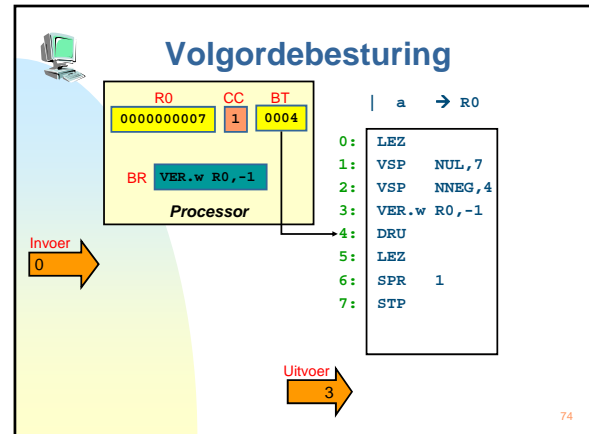 Volgordebesturing
R0 CC BT
0000000007 1 0004
BR VER.w R0,-1
Processor
| a → R0
0: LEZ
1: VSP NUL,7
2: VSP NNEG,4
3: VER.w R0,-1
4: DRU
5: LEZ
6: SPR 1
7: STP
Invoer
0
Uitvoer
3
74